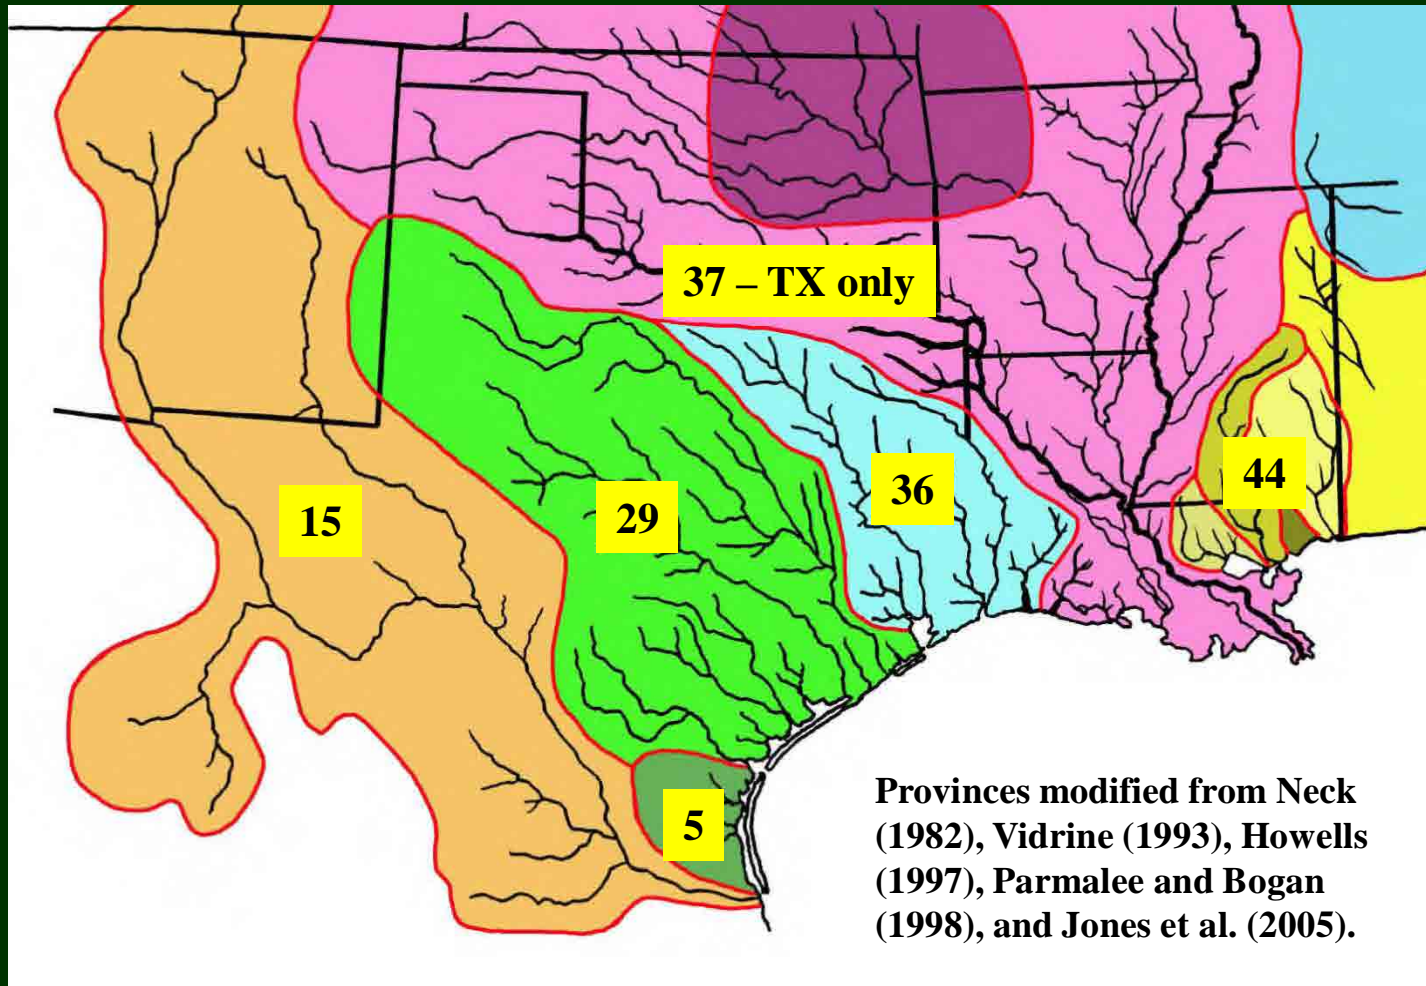 37 – TX only
44
36
15
29
5
Provinces modified from Neck
(1982), Vidrine (1993), Howells
(1997), Parmalee and Bogan
(1998), and Jones et al. (2005).